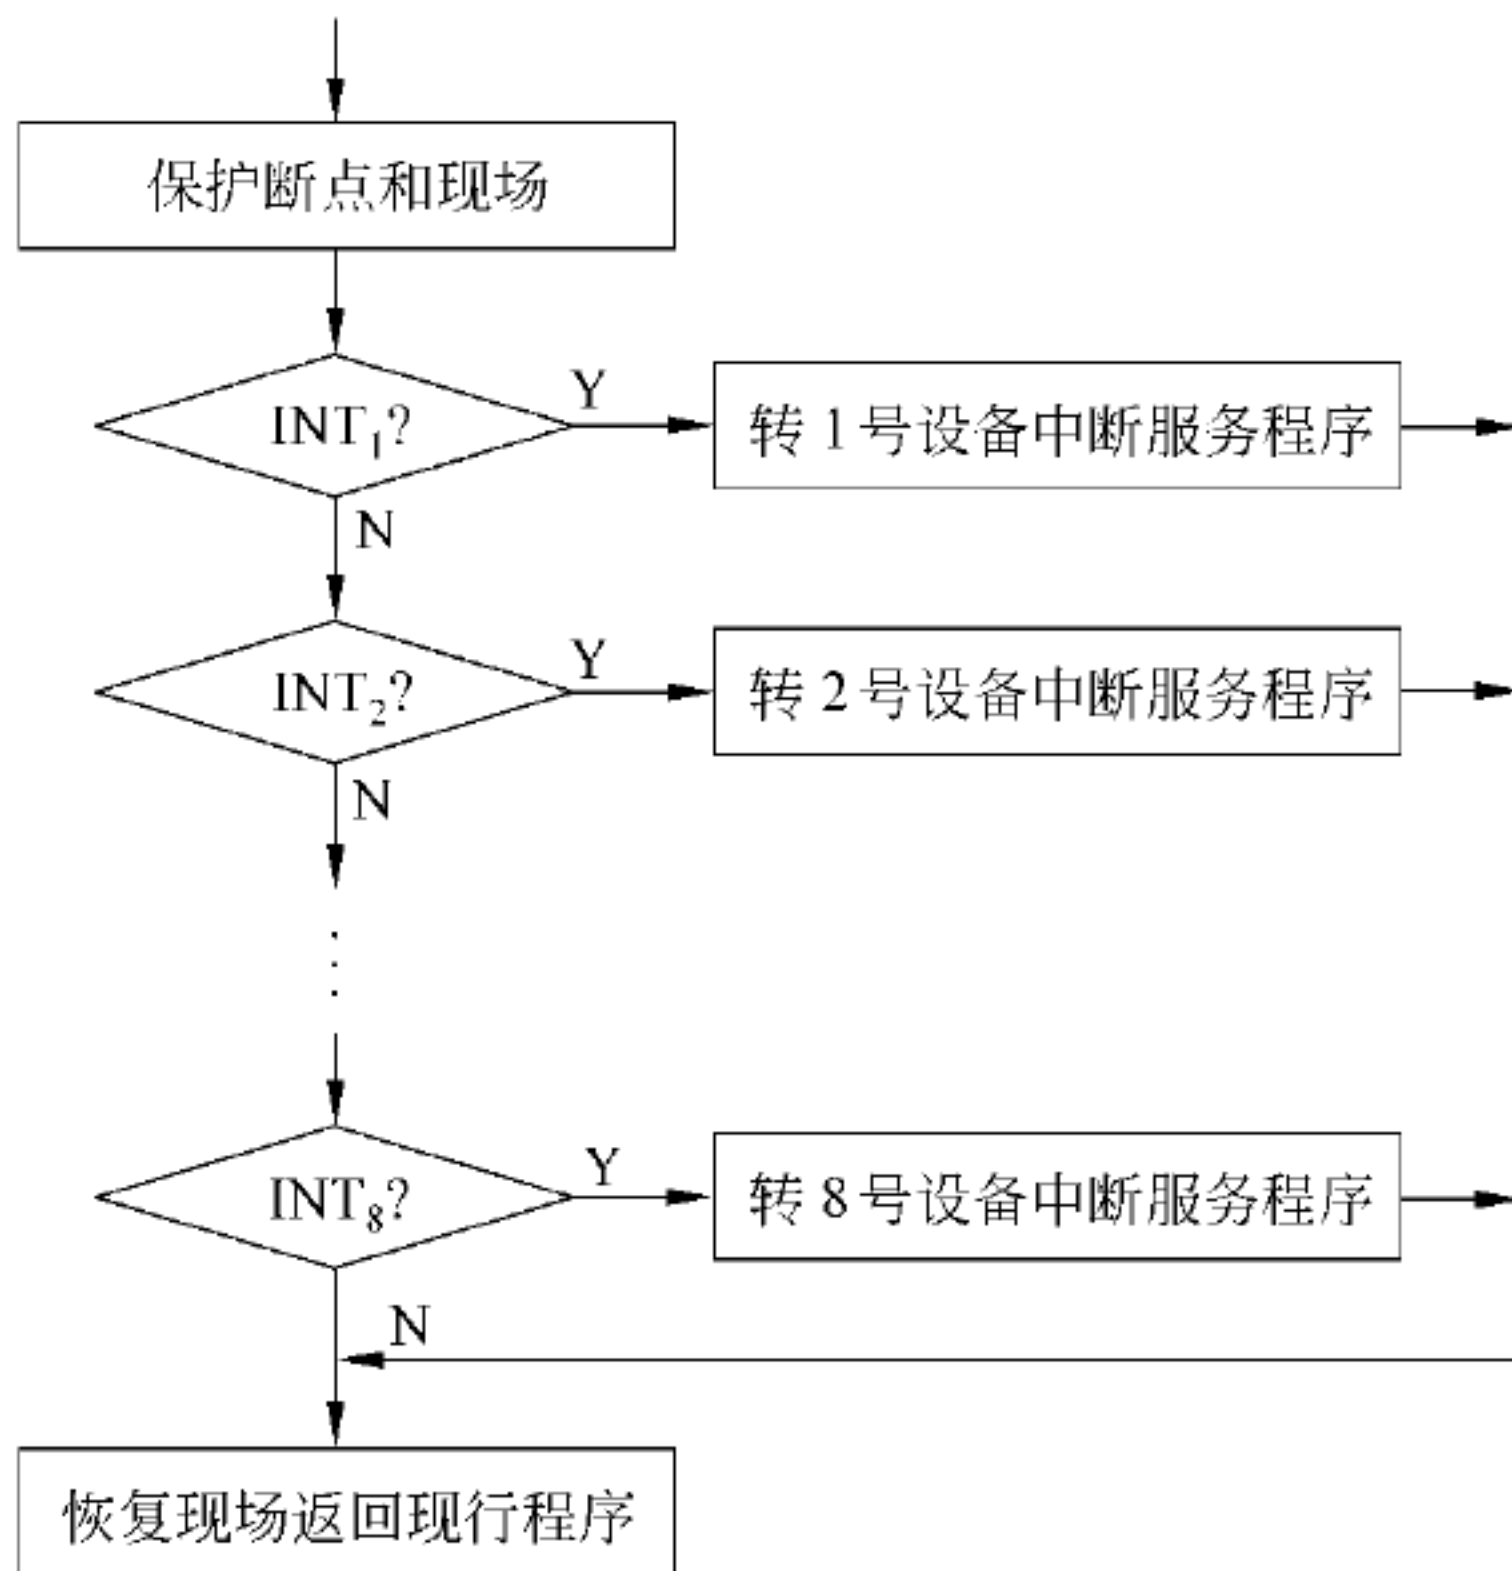 保护断点和现场
INT₁?
Y
转1号设备中断服务程序
N
INT₂?
Y
转2号设备中断服务程序
N
INT₈?
Y
转8号设备中断服务程序
N
恢复现场返回现行程序